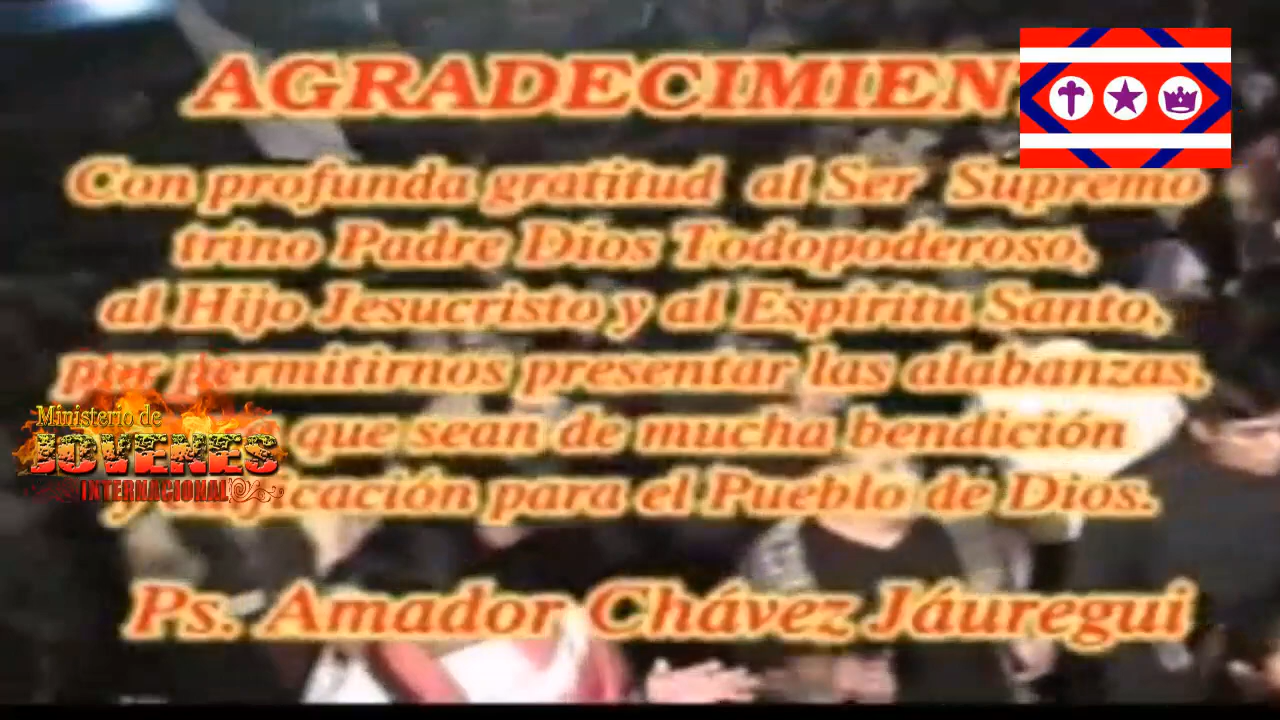 AGRADECIMIEN
Con profunda gratitud al Ser Supremo
trino Padre Dios Todopoderoso,
al Hijo Jesucristo y al Espíritu Santo,
por permitirnos presentar las alabanzas,
que sean de mucha bendición
cación para el Pueblo de Dios.
Ministerio de
JOVENES
INTERNACIONAL
Ps. Amador Chávez Jáuregui